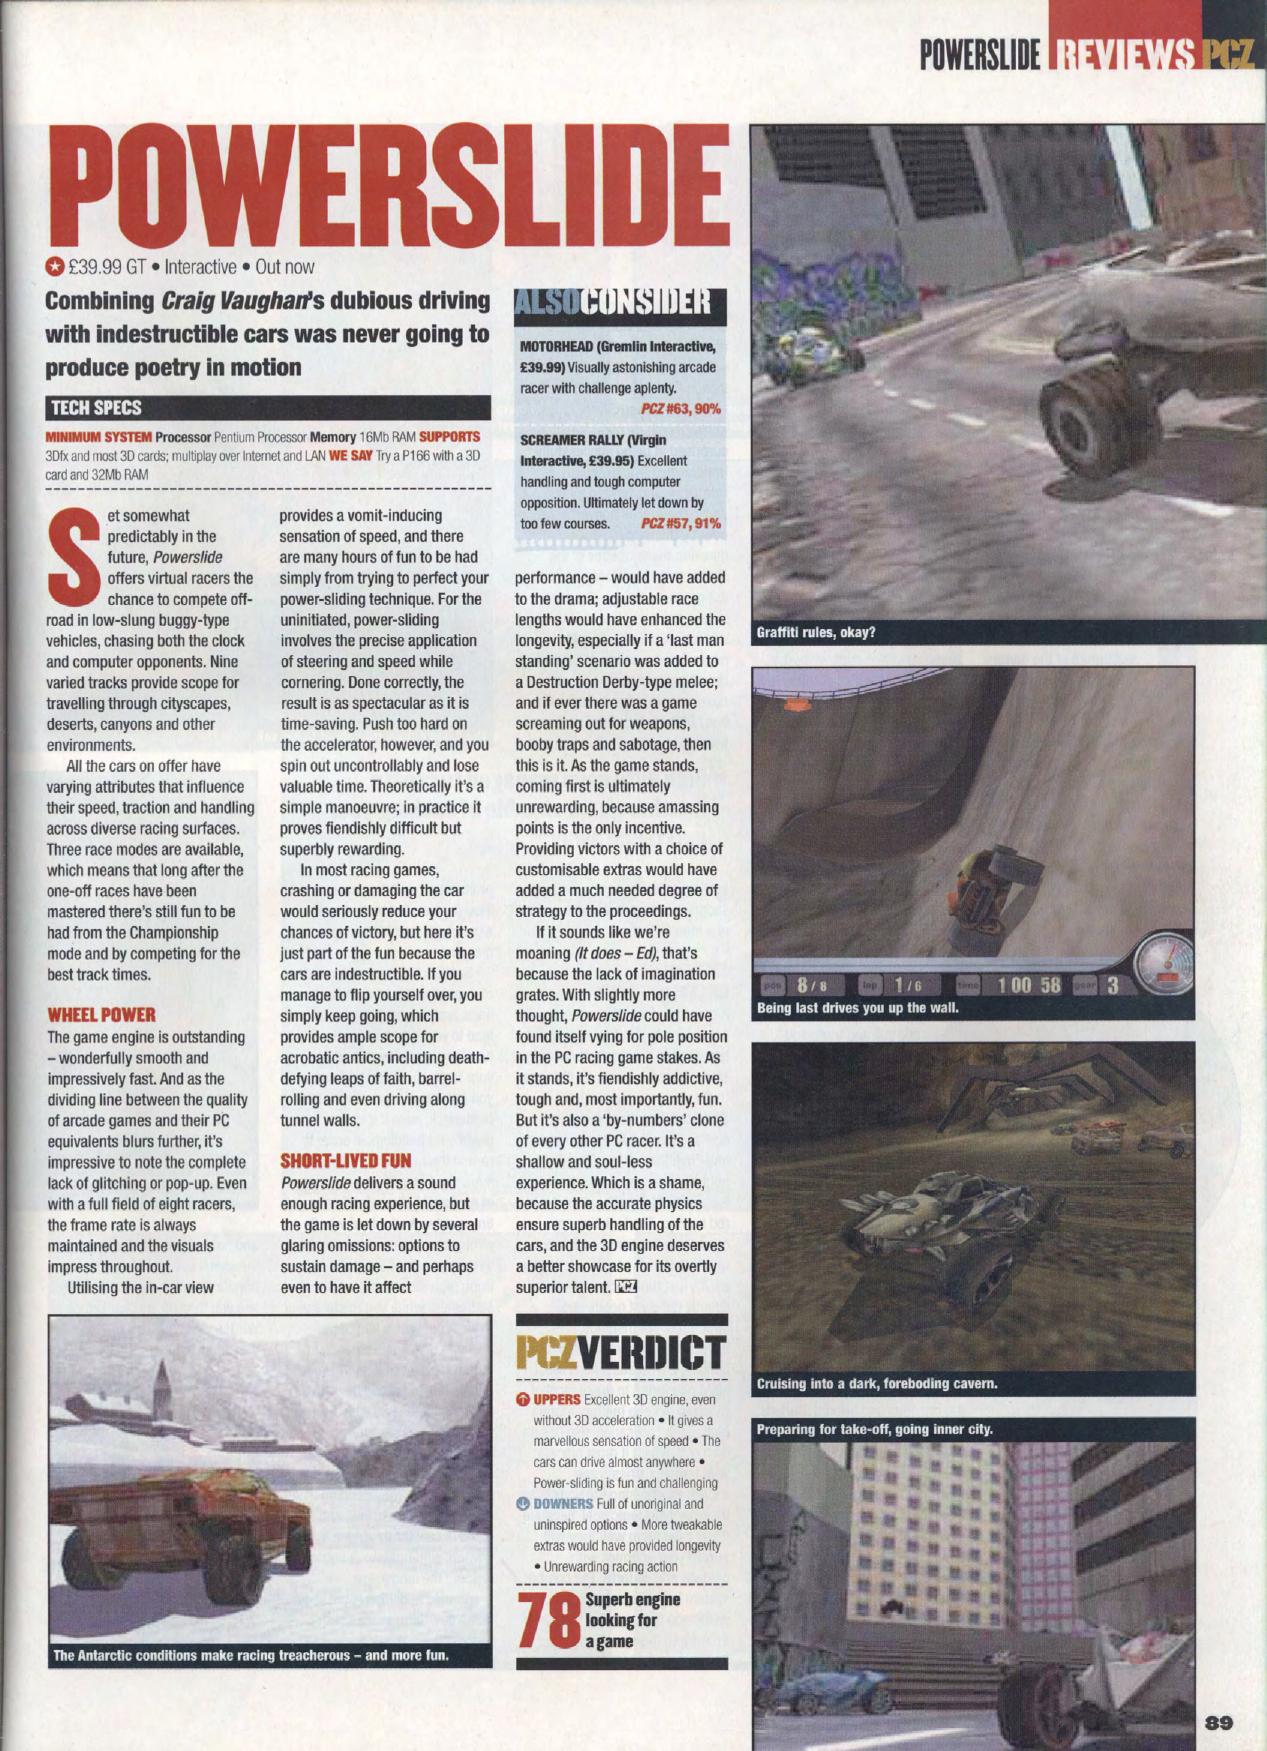 POWERSLIDE REVIEWS PCZ
POWERSLIDE
£39.99 GT • Interactive • Out now
Combining Craig Vaughan's dubious driving
with indestructible cars was never going to
produce poetry in motion
TECH SPECS
MINIMUM SYSTEM Processor Pentium Processor Memory 16Mb RAM SUPPORTS
3Dfx and most 3D cards; multiplay over Internet and LAN WE SAY Try a P166 with a 3D
card and 32Mb RAM
Set somewhat
predictably in the
future, Powerslide
offers virtual racers the
chance to compete off-
road in low-slung buggy-type
vehicles, chasing both the clock
and computer opponents. Nine
varied tracks provide scope for
travelling through cityscapes,
deserts, canyons and other
environments.
All the cars on offer have
varying attributes that influence
their speed, traction and handling
across diverse racing surfaces.
Three race modes are available,
which means that long after the
one-off races have been
mastered there's still fun to be
had from the Championship
mode and by competing for the
best track times.
WHEEL POWER
The game engine is outstanding
– wonderfully smooth and
impressively fast. And as the
dividing line between the quality
of arcade games and their PC
equivalents blurs further, it's
impressive to note the complete
lack of glitching or pop-up. Even
with a full field of eight racers,
the frame rate is always
maintained and the visuals
impress throughout.
Utilising the in-car view
provides a vomit-inducing
sensation of speed, and there
are many hours of fun to be had
simply from trying to perfect your
power-sliding technique. For the
uninitiated, power-sliding
involves the precise application
of steering and speed while
cornering. Done correctly, the
result is as spectacular as it is
time-saving. Push too hard on
the accelerator, however, and you
spin out uncontrollably and lose
valuable time. Theoretically it's a
simple manoeuvre; in practice it
proves fiendishly difficult but
superbly rewarding.
In most racing games,
crashing or damaging the car
would seriously reduce your
chances of victory, but here it's
just part of the fun because the
cars are indestructible. If you
manage to flip yourself over, you
simply keep going, which
provides ample scope for
acrobatic antics, including death-
defying leaps of faith, barrel-
rolling and even driving along
tunnel walls.
SHORT-LIVED FUN
Powerslide delivers a sound
enough racing experience, but
the game is let down by several
glaring omissions: options to
sustain damage – and perhaps
even to have it affect
ALSO CONSIDER
MOTORHEAD (Gremlin Interactive,
£39.99) Visually astonishing arcade
racer with challenge aplenty.
PCZ #63, 90%
SCREAMER RALLY (Virgin
Interactive, £39.95) Excellent
handling and tough computer
opposition. Ultimately let down by
too few courses. PCZ #57, 91%
performance – would have added
to the drama; adjustable race
lengths would have enhanced the
longevity, especially if a 'last man
standing' scenario was added to
a Destruction Derby-type melee;
and if ever there was a game
screaming out for weapons,
booby traps and sabotage, then
this is it. As the game stands,
coming first is ultimately
unrewarding, because amassing
points is the only incentive.
Providing victors with a choice of
customisable extras would have
added a much needed degree of
strategy to the proceedings.
If it sounds like we're
moaning (It does – Ed), that's
because the lack of imagination
grates. With slightly more
thought, Powerslide could have
found itself vying for pole position
in the PC racing game stakes. As
it stands, it's fiendishly addictive,
tough and, most importantly, fun.
But it's also a 'by-numbers' clone
of every other PC racer. It's a
shallow and soul-less
experience. Which is a shame,
because the accurate physics
ensure superb handling of the
cars, and the 3D engine deserves
a better showcase for its overtly
superior talent. PCZ
PCZ VERDICT
UPPERS Excellent 3D engine, even
without 3D acceleration • It gives a
marvellous sensation of speed • The
cars can drive almost anywhere •
Power-sliding is fun and challenging
DOWNERS Full of unoriginal and
uninspired options • More tweakable
extras would have provided longevity
• Unrewarding racing action
78 Superb engine
looking for
a game
The Antarctic conditions make racing treacherous – and more fun.
Graffiti rules, okay?
pos 8/8 lap 1/6 time 1 00 58 gear 3
Being last drives you up the wall.
Cruising into a dark, foreboding cavern.
Preparing for take-off, going inner city.
89